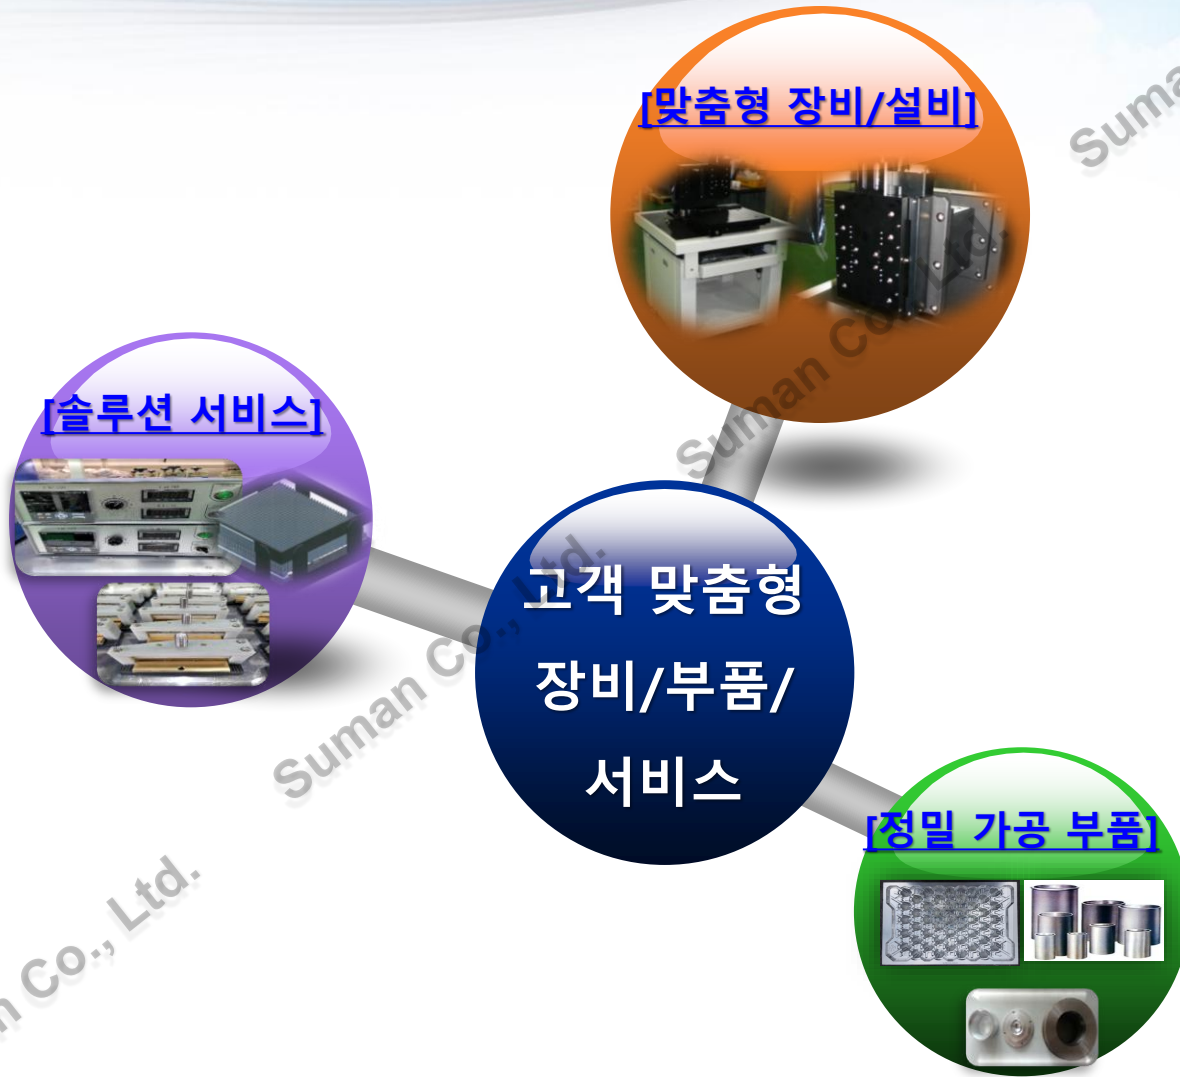 [맞춤형 장비/설비]
Suma
Suman Co., Ltd.
[솔루션 서비스]
고객 맞춤형
장비/부품/
서비스
Suman Co., Ltd.
[정밀 가공 부품]
n Co., Ltd.